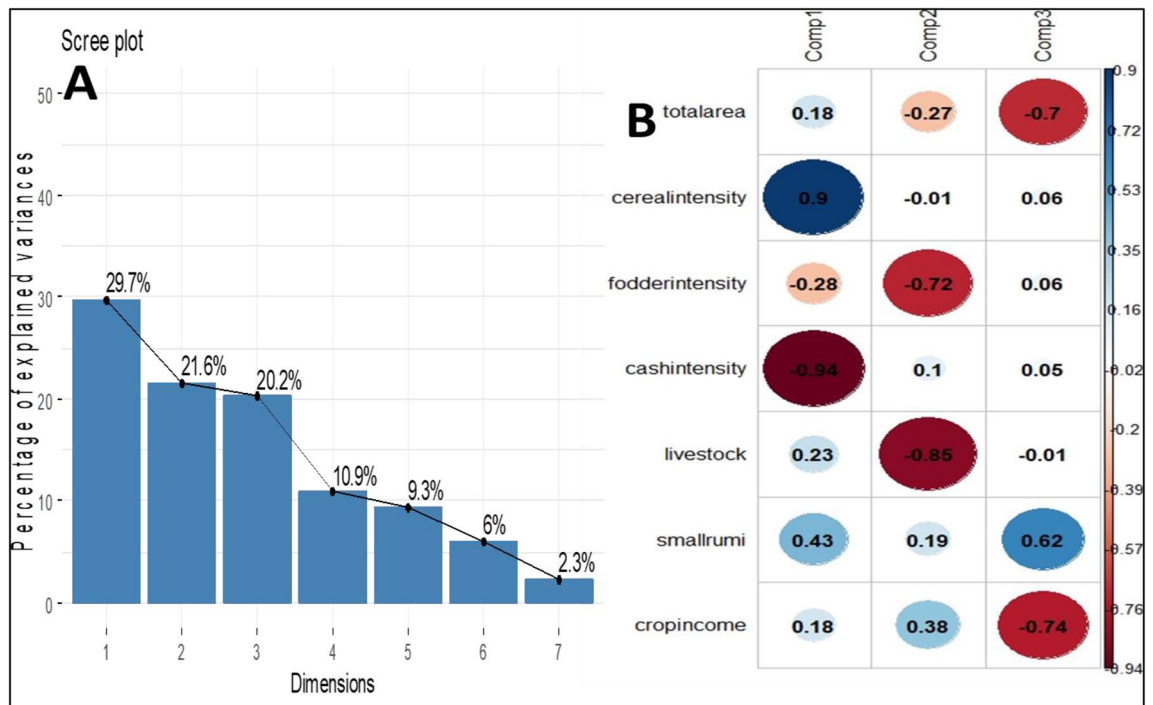 Scree plot
A
Percentage of explained variances
50
40
30
20
10
0
29.7%
21.6%
20.2%
10.9%
9.3%
6%
2.3%
1 2 3 4 5 6 7
Dimensions
B
Comp1 Comp2 Comp3
totalarea 0.18 -0.27 -0.7
cerealintensity 0.9 -0.01 0.06
fodderintensity -0.28 -0.72 0.06
cashintensity -0.94 0.1 0.05
livestock 0.23 -0.85 -0.01
smallrumi 0.43 0.19 0.62
cropincome 0.18 0.38 -0.74
0.9
0.72
0.53
0.35
0.16
-0.02
-0.2
-0.39
-0.57
-0.76
-0.94